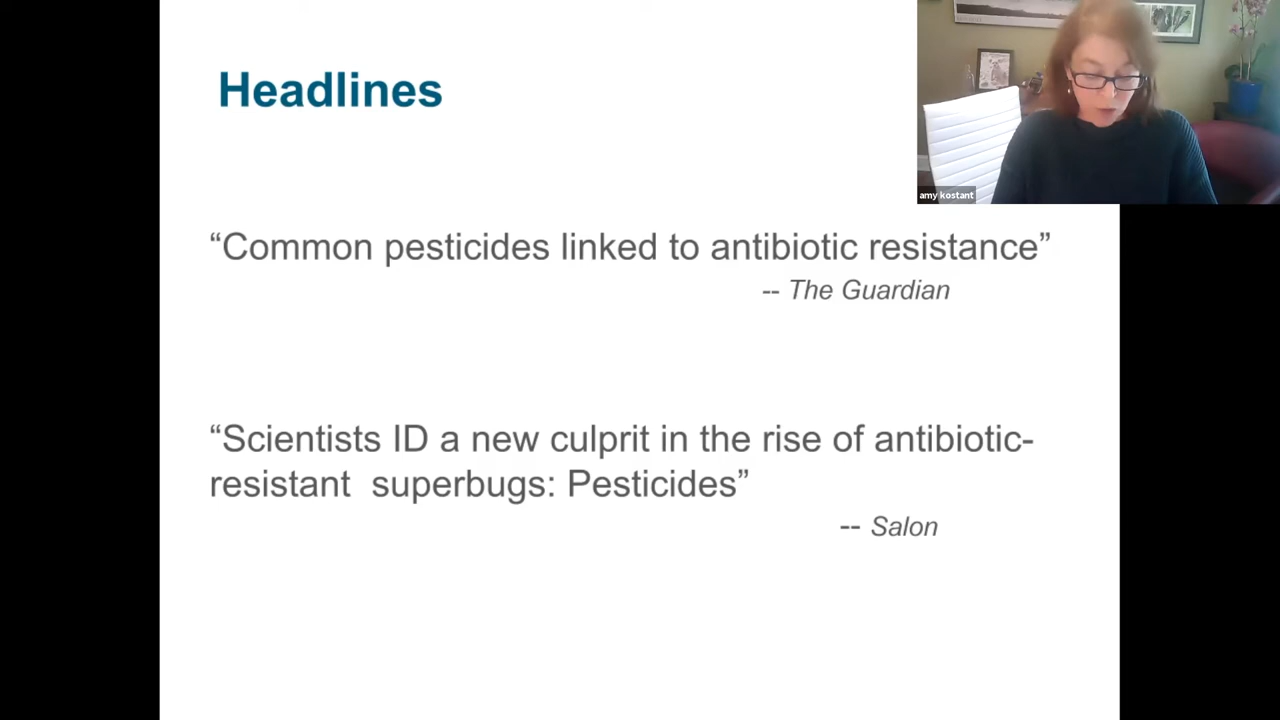 Headlines
amy kostant
“Common pesticides linked to antibiotic resistance”
-- The Guardian
“Scientists ID a new culprit in the rise of antibiotic-
resistant  superbugs: Pesticides”
-- Salon